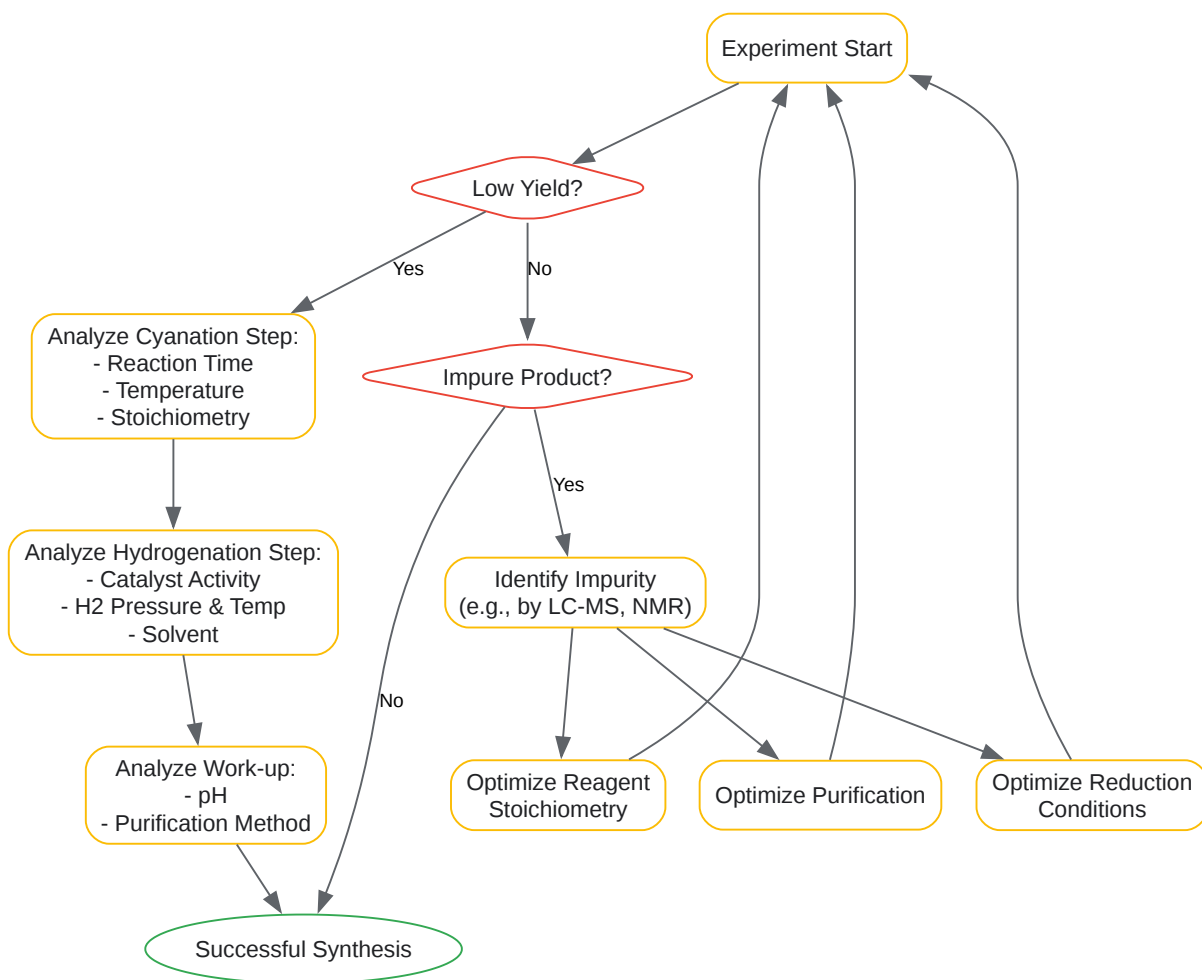 Experiment Start
Low Yield?
Yes
No
Analyze Cyanation Step:
- Reaction Time
- Temperature
- Stoichiometry
Impure Product?
Yes
Analyze Hydrogenation Step:
- Catalyst Activity
- H2 Pressure & Temp
- Solvent
Identify Impurity
(e.g., by LC-MS, NMR)
No
Analyze Work-up:
- pH
- Purification Method
Optimize Reagent
Stoichiometry
Optimize Purification
Optimize Reduction
Conditions
Successful Synthesis